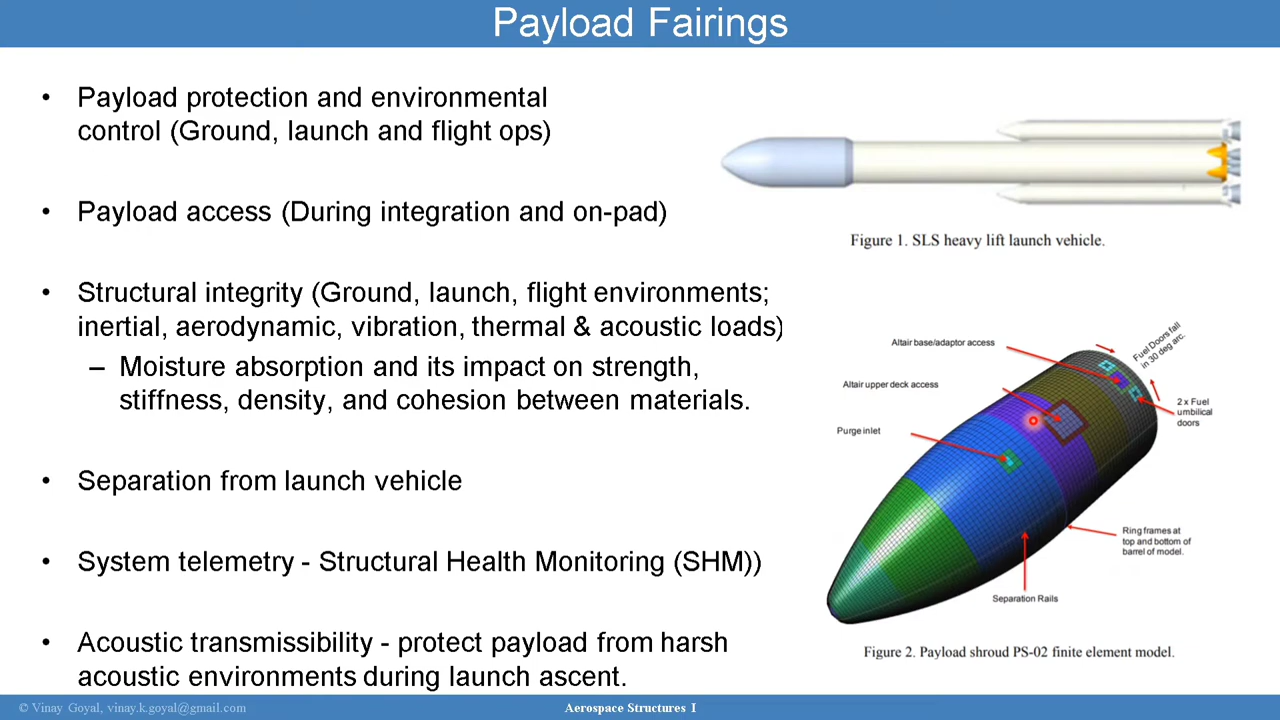 Payload Fairings
• Payload protection and environmental
control (Ground, launch and flight ops)
• Payload access (During integration and on-pad)
• Structural integrity (Ground, launch, flight environments;
inertial, aerodynamic, vibration, thermal & acoustic loads)
– Moisture absorption and its impact on strength,
stiffness, density, and cohesion between materials.
• Separation from launch vehicle
• System telemetry - Structural Health Monitoring (SHM))
• Acoustic transmissibility - protect payload from harsh
acoustic environments during launch ascent.
Figure 1. SLS heavy lift launch vehicle.
Altair base/adaptor access
Altair upper deck access
Purge inlet
Fuel Doors fall
in 30 deg arc.
2 x Fuel
umbilical
doors
Ring frames at
top and bottom of
barrel of model.
Separation Rails
Figure 2. Payload shroud PS-02 finite element model.
© Vinay Goyal, vinay.k.goyal@gmail.com
Aerospace Structures I